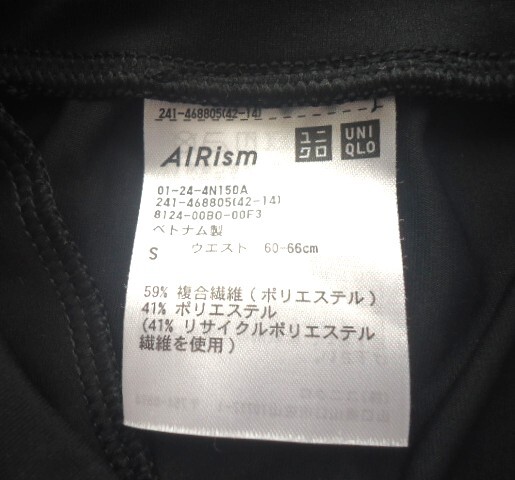 241-468805(42-14)
AIRism ユニクロ UNIQLO
01-24-4N150A
241-468805(42-14)
8124-00B0-00F3
ベトナム製
S ウエスト 60-66cm
59% 複合繊維 (ポリエステル)
41% ポリエステル
(41% リサイクルポリエステル
繊維を使用)